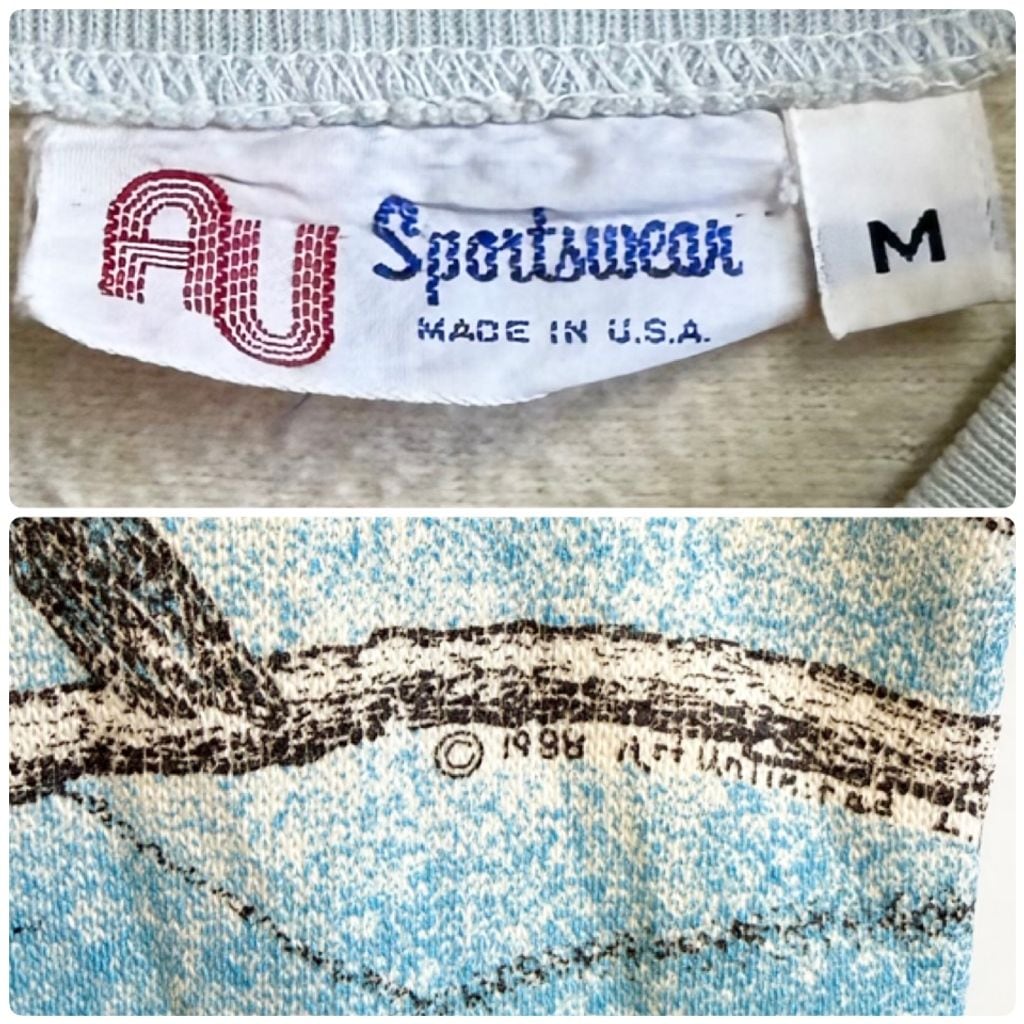 AU Sportswear M
MADE IN U.S.A.
© 1988 Art Unlimited